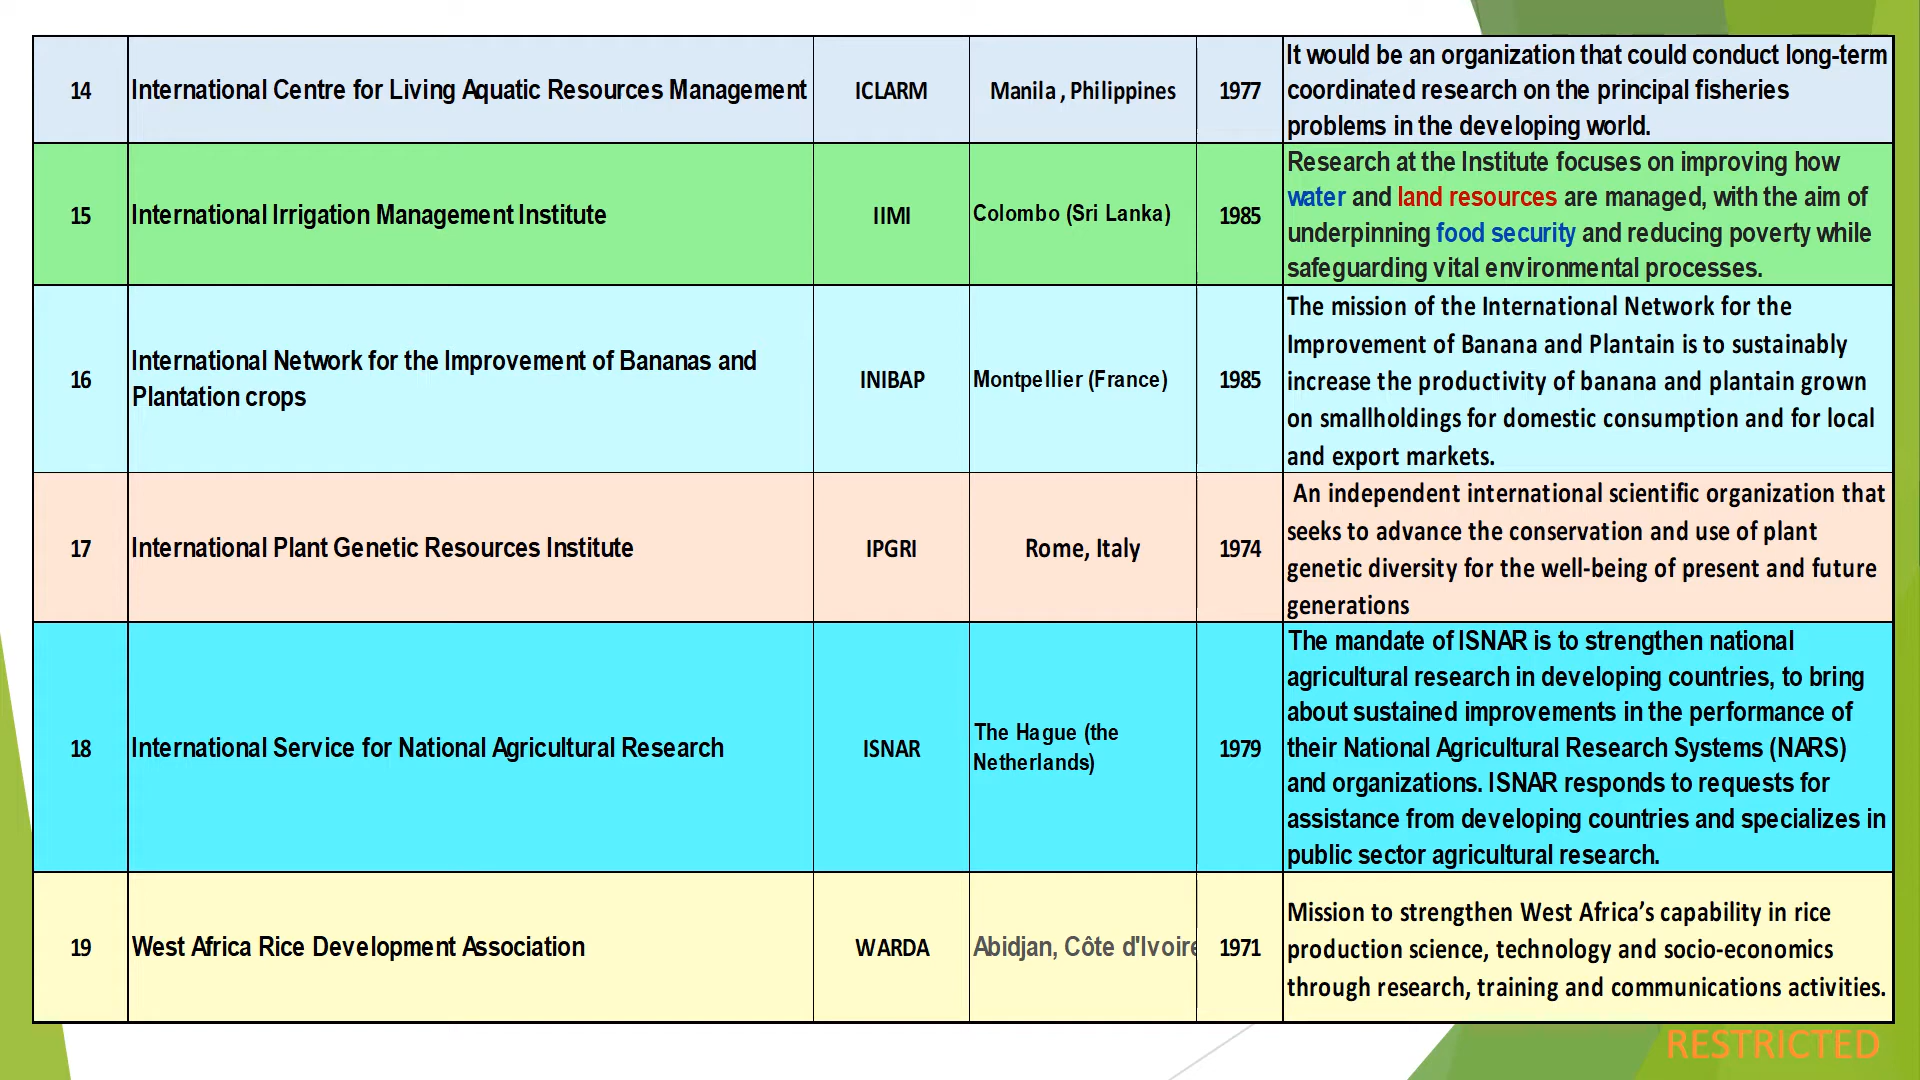 14
International Centre for Living Aquatic Resources Management
ICLARM
Manila , Philippines
1977
It would be an organization that could conduct long-term
coordinated research on the principal fisheries
problems in the developing world.
15
International Irrigation Management Institute
IIMI
Colombo (Sri Lanka)
1985
Research at the Institute focuses on improving how
water and land resources are managed, with the aim of
underpinning food security and reducing poverty while
safeguarding vital environmental processes.
16
International Network for the Improvement of Bananas and
Plantation crops
INIBAP
Montpellier (France)
1985
The mission of the International Network for the
Improvement of Banana and Plantain is to sustainably
increase the productivity of banana and plantain grown
on smallholdings for domestic consumption and for local
and export markets.
17
International Plant Genetic Resources Institute
IPGRI
Rome, Italy
1974
An independent international scientific organization that
seeks to advance the conservation and use of plant
genetic diversity for the well-being of present and future
generations
18
International Service for National Agricultural Research
ISNAR
The Hague (the
Netherlands)
1979
The mandate of ISNAR is to strengthen national
agricultural research in developing countries, to bring
about sustained improvements in the performance of
their National Agricultural Research Systems (NARS)
and organizations. ISNAR responds to requests for
assistance from developing countries and specializes in
public sector agricultural research.
19
West Africa Rice Development Association
WARDA
Abidjan, Côte d'Ivoire
1971
Mission to strengthen West Africa’s capability in rice
production science, technology and socio-economics
through research, training and communications activities.
RESTRICTED